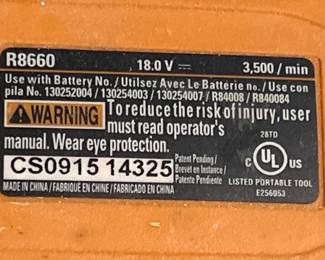 R8660 18.0 V ⎓ 3,500 / min
Use with Battery No./ Utilsez Avec Le Batterie no./ Use con
pila No. 130252004 / 130254003 / 130254007 / R84008 / R840084
⚠WARNING To reduce the risk of injury, user
must read operator's
manual. Wear eye protection.
28TD
CS0915 14325
Patent Pending/
Brevet en Instance/
Patente Pendiente
MADE IN CHINA/FABRIQUÉ EN CHINE / FABRICADO EN CHINA
C UL US
LISTED PORTABLE TOOL
E256053